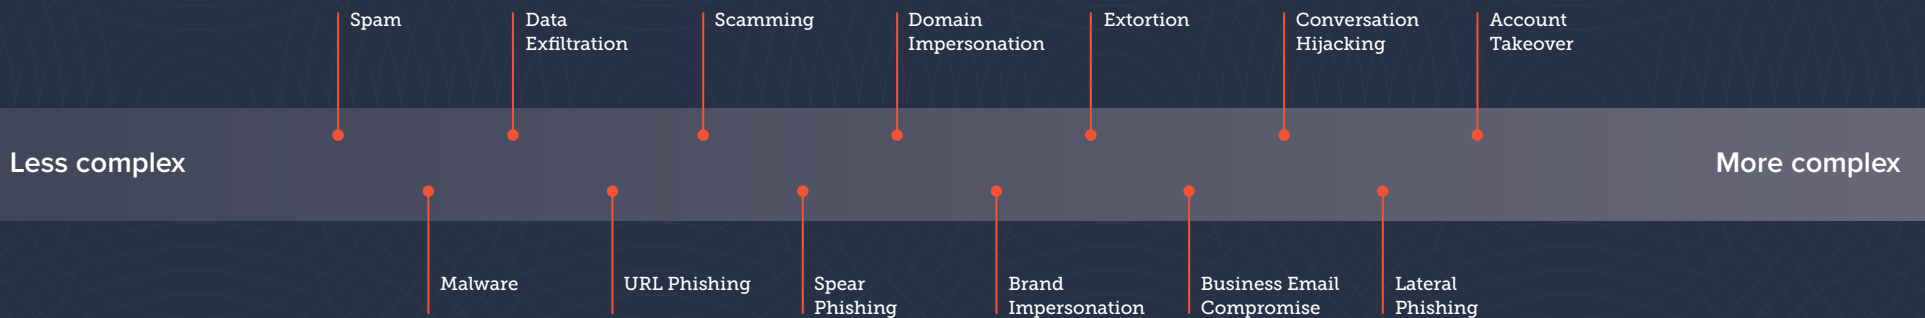 Spam
Data
Exfiltration
Scamming
Domain
Impersonation
Extortion
Conversation
Hijacking
Account
Takeover
Less complex
More complex
Malware
URL Phishing
Spear
Phishing
Brand
Impersonation
Business Email
Compromise
Lateral
Phishing